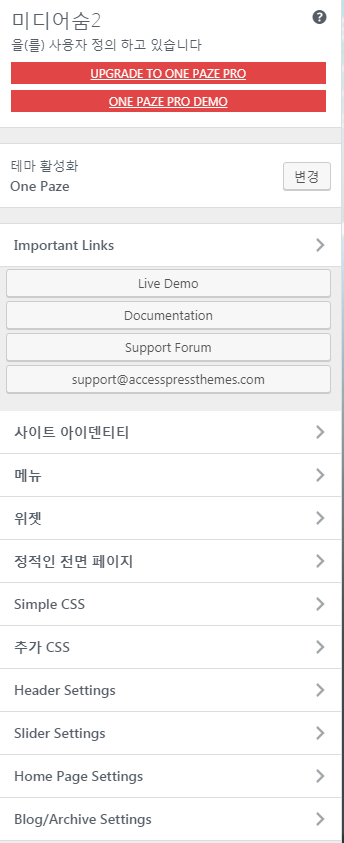 미디어숨2
을(를) 사용자 정의 하고 있습니다
UPGRADE TO ONE PAZE PRO
ONE PAZE PRO DEMO
테마 활성화
One Paze
변경
Important Links
Live Demo
Documentation
Support Forum
support@accesspressthemes.com
사이트 아이덴티티
메뉴
위젯
정적인 전면 페이지
Simple CSS
추가 CSS
Header Settings
Slider Settings
Home Page Settings
Blog/Archive Settings